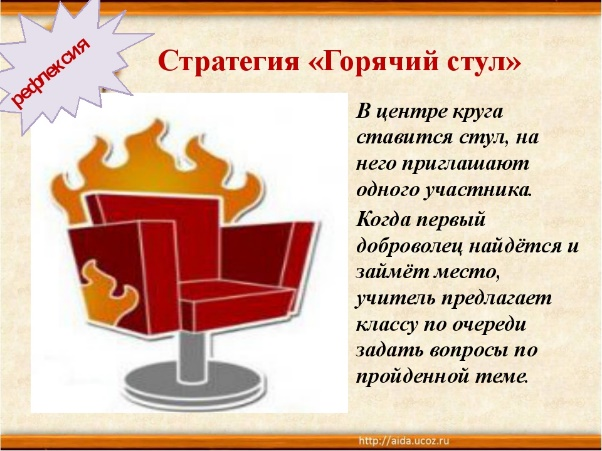 рефлексия
Стратегия «Горячий стул»
В центре круга
ставится стул, на
него приглашают
одного участника.
Когда первый
доброволец найдётся и
займёт место,
учитель предлагает
классу по очереди
задать вопросы по
пройденной теме.
http://aida.ucoz.ru